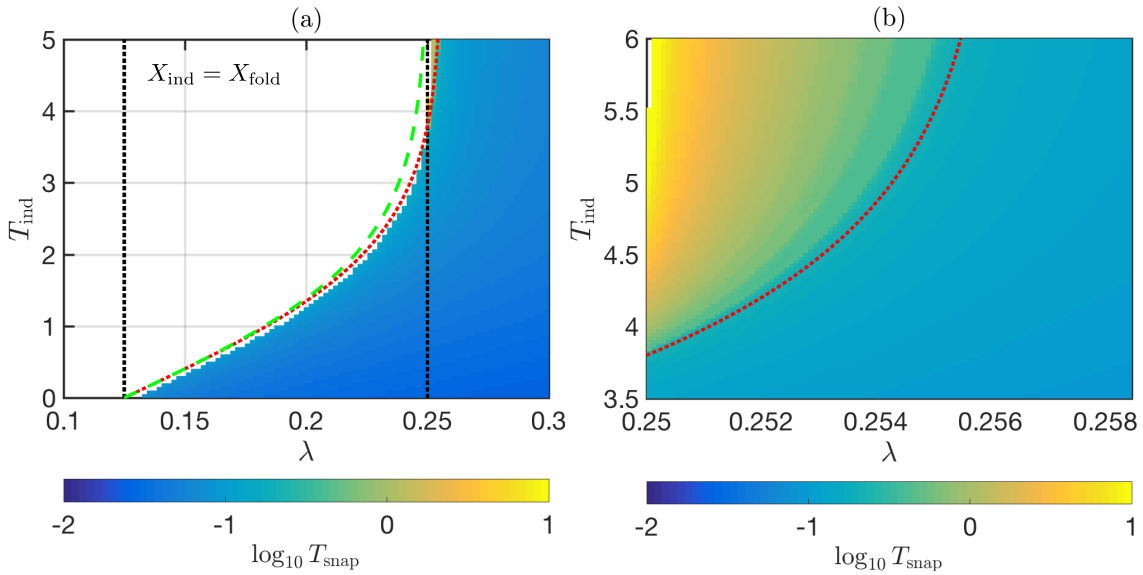 (a)
5
4
3
2
1
0
T_ind
X_ind = X_fold
0.1 0.15 0.2 0.25 0.3
λ
-2 -1 0 1
log_10 T_snap
(b)
6
5.5
5
4.5
4
3.5
T_ind
0.25 0.252 0.254 0.256 0.258
λ
-2 -1 0 1
log_10 T_snap